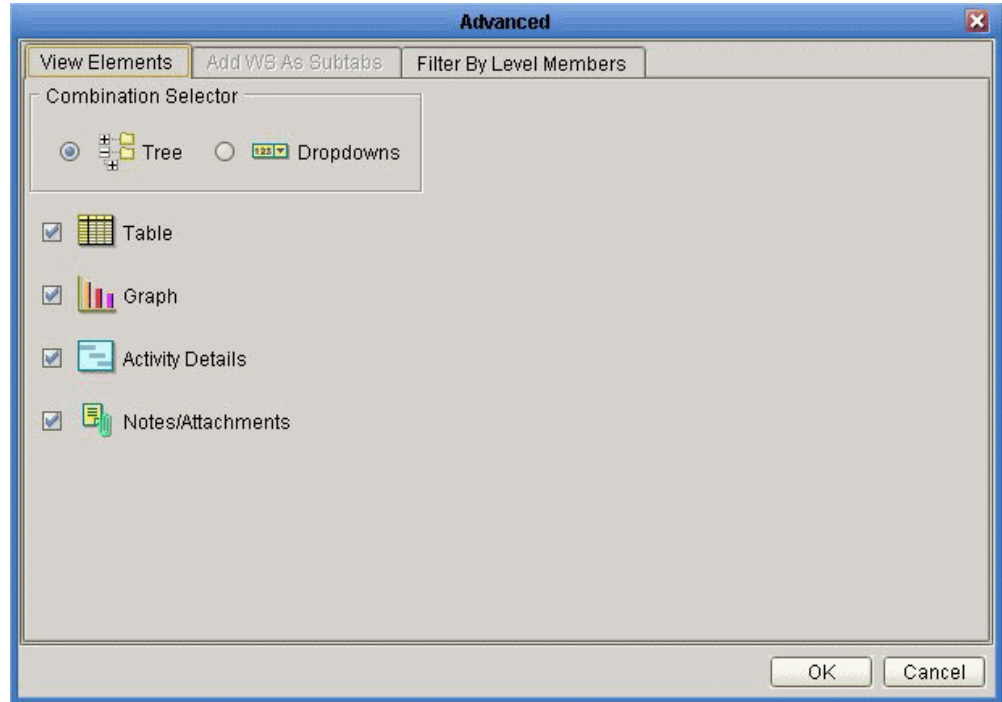 Advanced
View Elements Add WS As Subtabs Filter By Level Members
Combination Selector
Tree 123 Dropdowns
Table
Graph
Activity Details
Notes/Attachments
OK Cancel